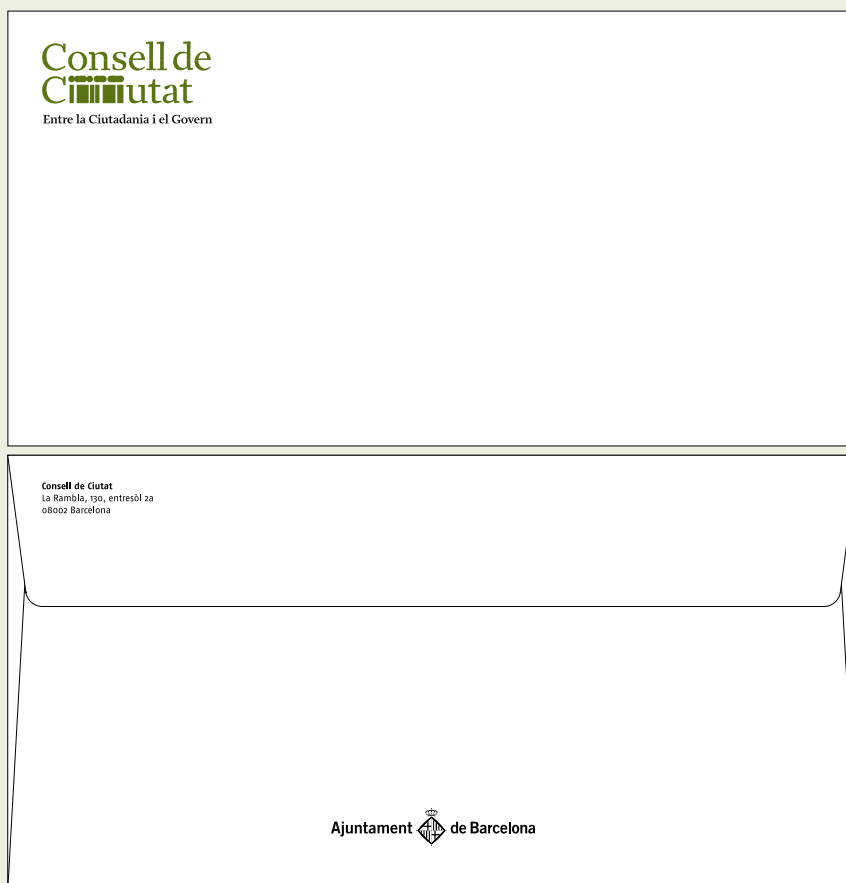 Consell de
Ciiiiiutat
Entre la Ciutadania i el Govern
Consell de Ciutat
La Rambla, 130, entresòl 2a
08002 Barcelona
Ajuntament de Barcelona